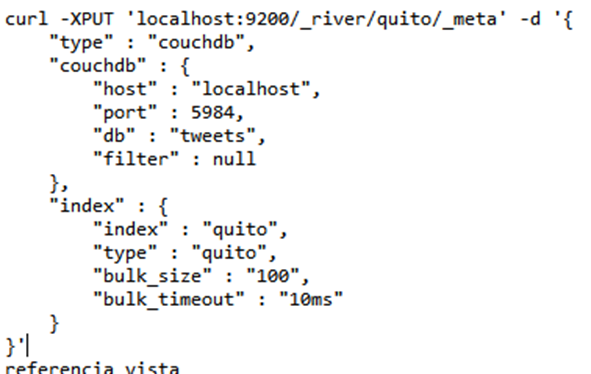 curl -XPUT 'localhost:9200/_river/quito/_meta' -d '{
    "type" : "couchdb",
    "couchdb" : {
        "host" : "localhost",
        "port" : 5984,
        "db" : "tweets",
        "filter" : null
    },
    "index" : {
        "index" : "quito",
        "type" : "quito",
        "bulk_size" : "100",
        "bulk_timeout" : "10ms"
    }
}'
referencia vista